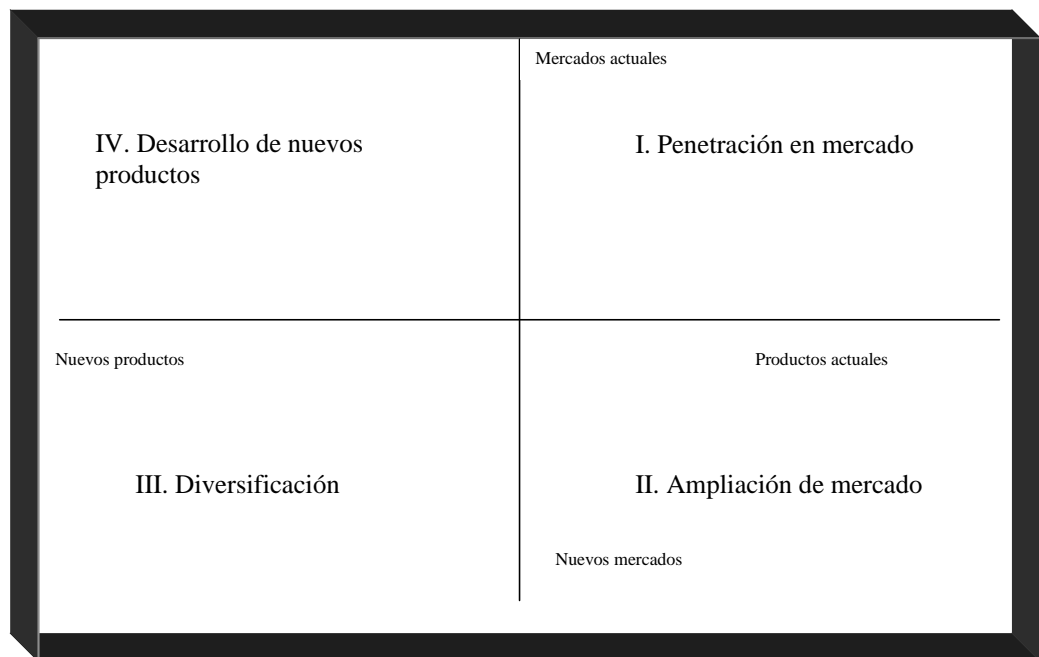 Mercados actuales
IV. Desarrollo de nuevos
productos
I. Penetración en mercado
Nuevos productos
Productos actuales
III. Diversificación
II. Ampliación de mercado
Nuevos mercados